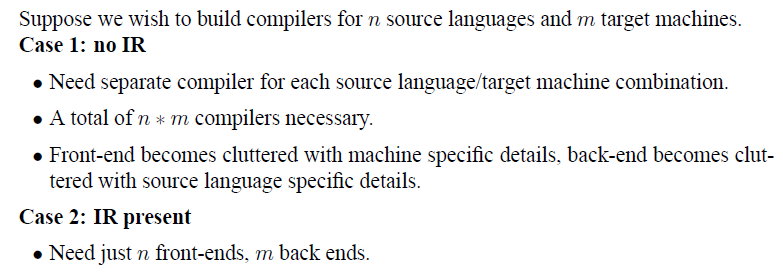 Suppose we wish to build compilers for n source languages and m target machines.
Case 1: no IR
• Need separate compiler for each source language/target machine combination.
• A total of n ∗ m compilers necessary.
• Front-end becomes cluttered with machine specific details, back-end becomes clut-
tered with source language specific details.
Case 2: IR present
• Need just n front-ends, m back ends.